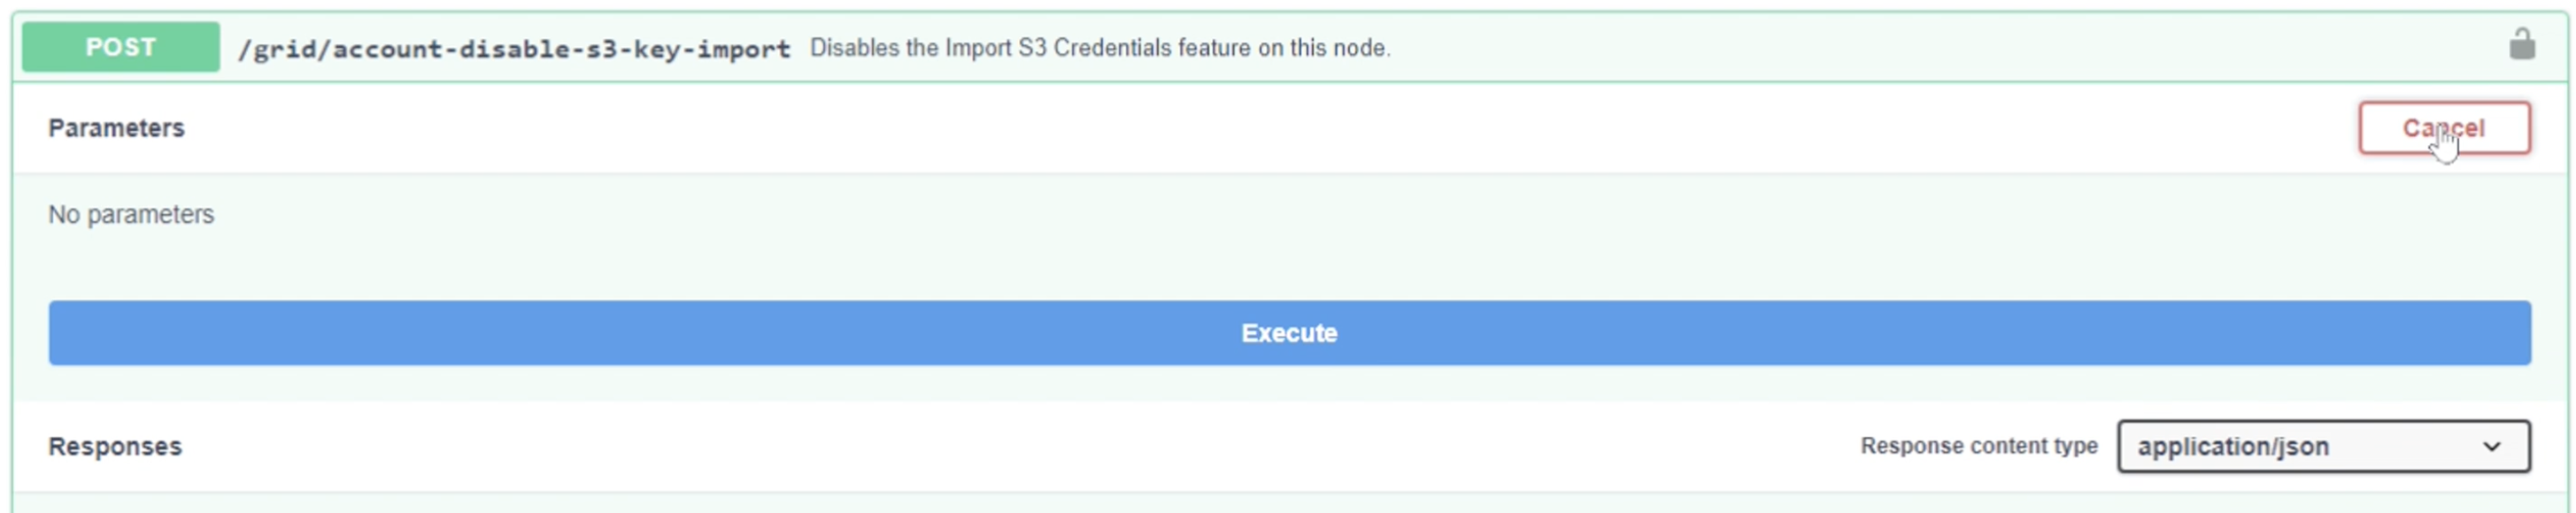 POST /grid/account-disable-s3-key-import Disables the Import S3 Credentials feature on this node.
Parameters Cancel
No parameters
Execute
Responses Response content type application/json